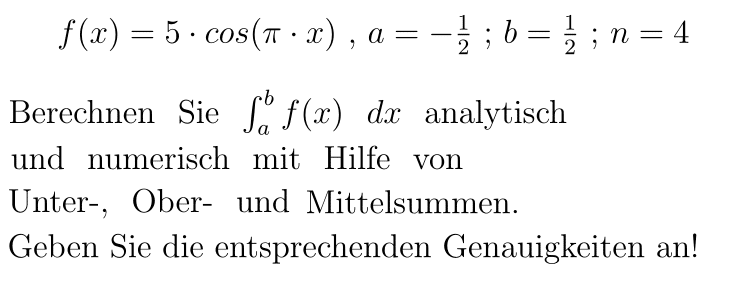 f(x) = 5 · cos(π · x) , a = −½ ; b = ½ ; n = 4
Berechnen Sie ∫ₐᵇ f(x) dx analytisch
und numerisch mit Hilfe von
Unter-, Ober- und Mittelsummen.
Geben Sie die entsprechenden Genauigkeiten an!